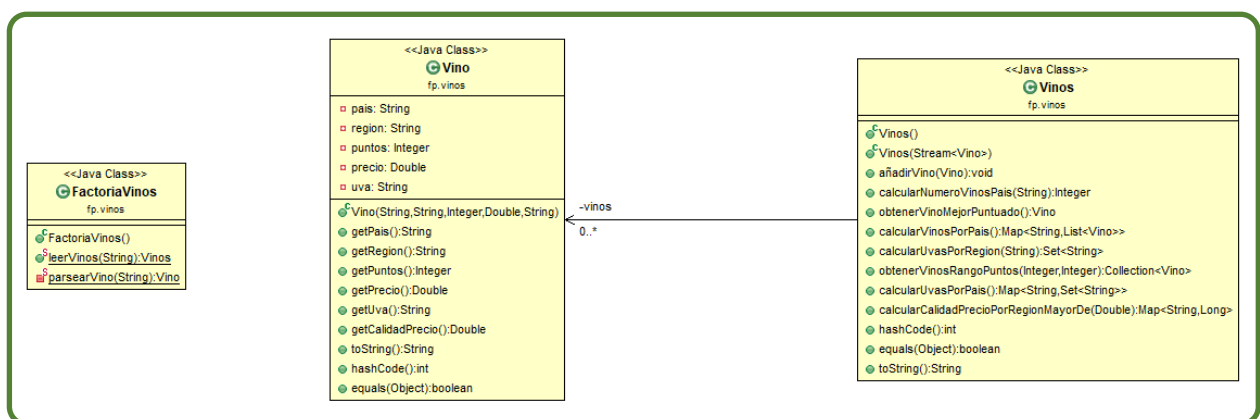 <<Java Class>>
FactoriaVinos
fp.vinos
FactoriaVinos()
leerVinos(String):Vinos
parsearVino(String):Vino
<<Java Class>>
Vino
fp.vinos
pais: String
region: String
puntos: Integer
precio: Double
uva: String
Vino(String,String,Integer,Double,String)
getPais():String
getRegion():String
getPuntos():Integer
getPrecio():Double
getUva():String
getCalidadPrecio():Double
toString():String
hashCode():int
equals(Object):boolean
-vinos
0..*
<<Java Class>>
Vinos
fp.vinos
Vinos()
Vinos(Stream<Vino>)
añadirVino(Vino):void
calcularNumeroVinosPais(String):Integer
obtenerVinoMejorPuntuado():Vino
calcularVinosPorPais():Map<String,List<Vino>>
calcularUvasPorRegion(String):Set<String>
obtenerVinosRangoPuntos(Integer,Integer):Collection<Vino>
calcularUvasPorPais():Map<String,Set<String>>
calcularCalidadPrecioPorRegionMayorDe(Double):Map<String,Long>
hashCode():int
equals(Object):boolean
toString():String